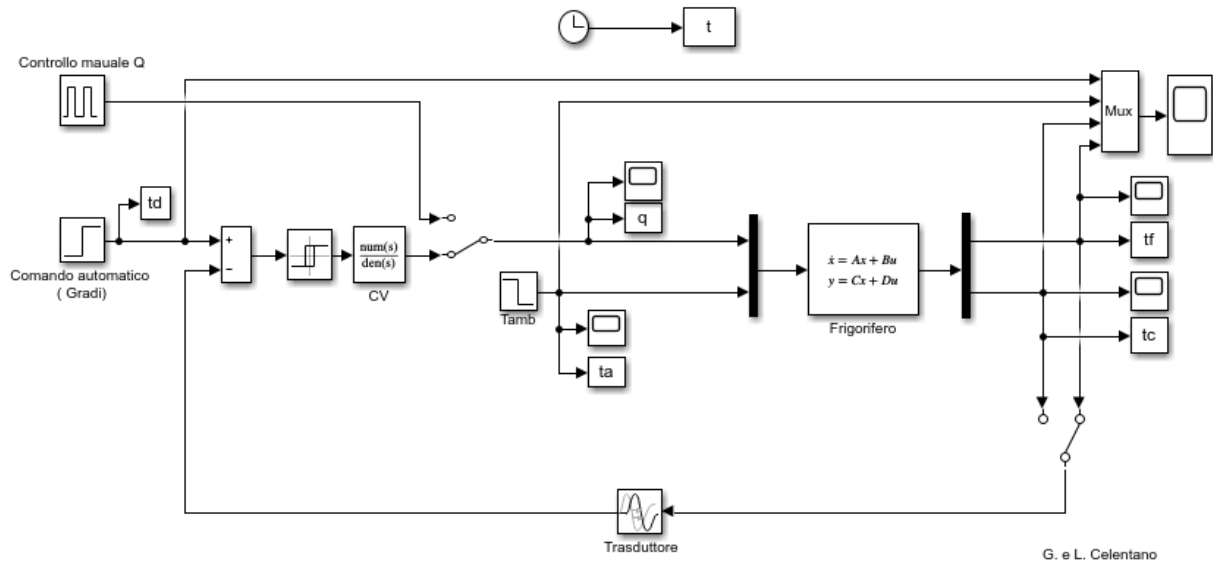 t
Controllo mauale Q
Mux
td
q
+
−
num(s)
den(s)
ẋ = Ax + Bu
y = Cx + Du
tf
Comando automatico
( Gradi)
CV
Tamb
Frigorifero
tc
ta
Trasduttore
G. e L. Celentano